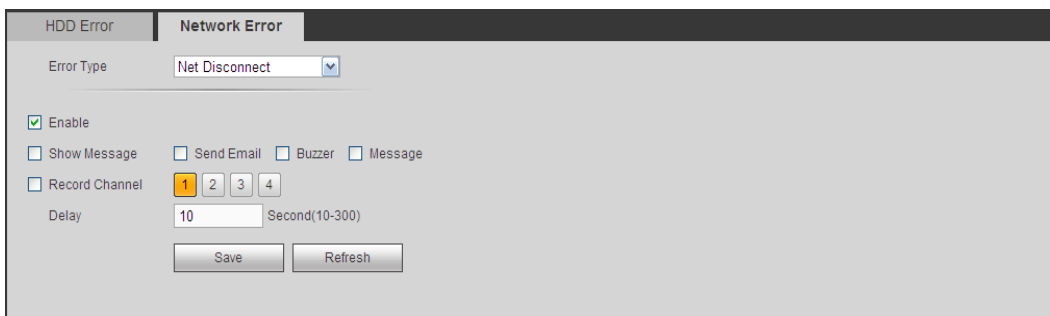 HDD Error Network Error
Error Type Net Disconnect
Enable
Show Message Send Email Buzzer Message
Record Channel 1 2 3 4
Delay 10 Second(10-300)
Save Refresh